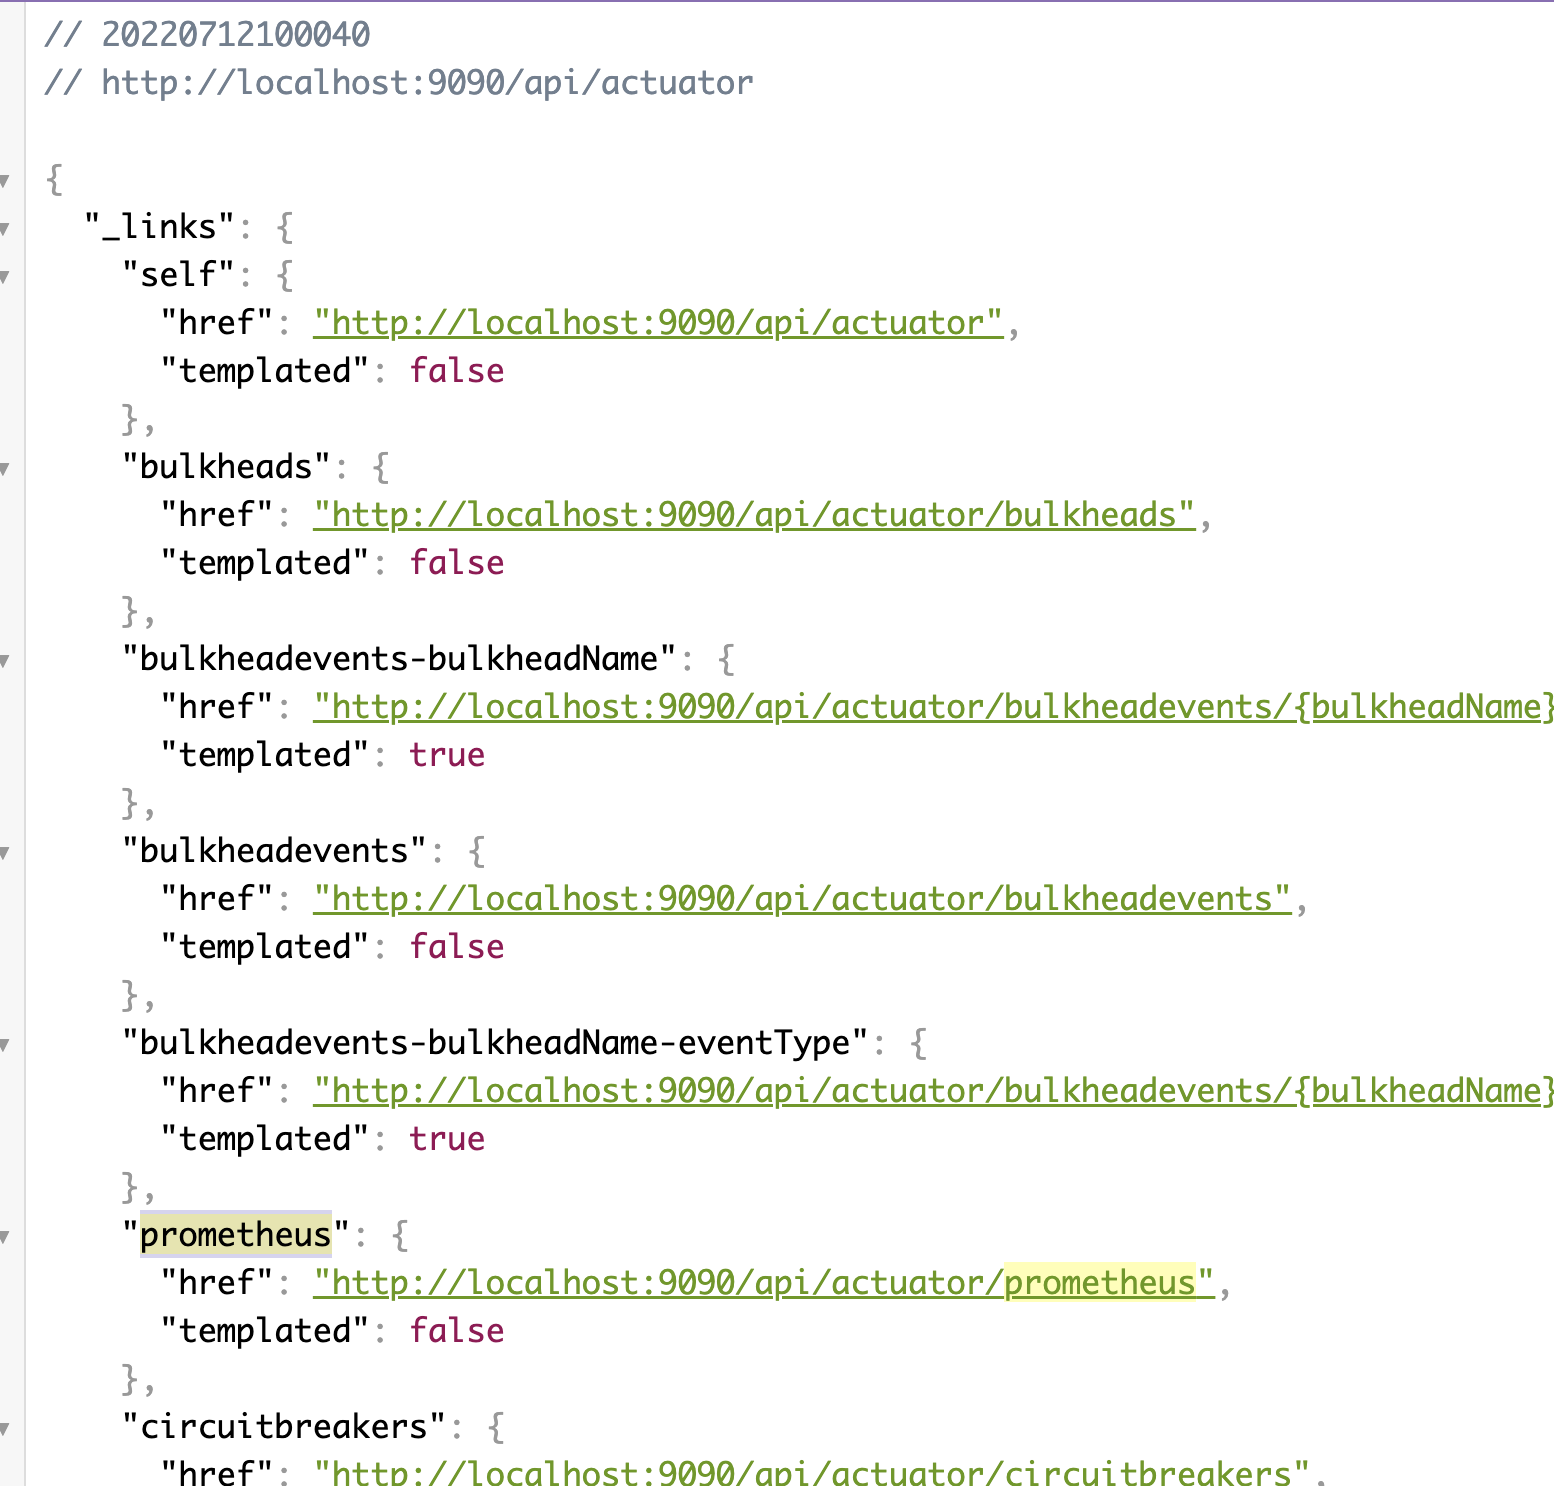 // 20220712100040
// http://localhost:9090/api/actuator
{
"_links": {
"self": {
"href": "http://localhost:9090/api/actuator",
"templated": false
},
"bulkheads": {
"href": "http://localhost:9090/api/actuator/bulkheads",
"templated": false
},
"bulkheadevents-bulkheadName": {
"href": "http://localhost:9090/api/actuator/bulkheadevents/{bulkheadName}
"templated": true
},
"bulkheadevents": {
"href": "http://localhost:9090/api/actuator/bulkheadevents",
"templated": false
},
"bulkheadevents-bulkheadName-eventType": {
"href": "http://localhost:9090/api/actuator/bulkheadevents/{bulkheadName}
"templated": true
},
"prometheus": {
"href": "http://localhost:9090/api/actuator/prometheus",
"templated": false
},
"circuitbreakers": {
"href": "http://localhost:9090/api/actuator/circuitbreakers",